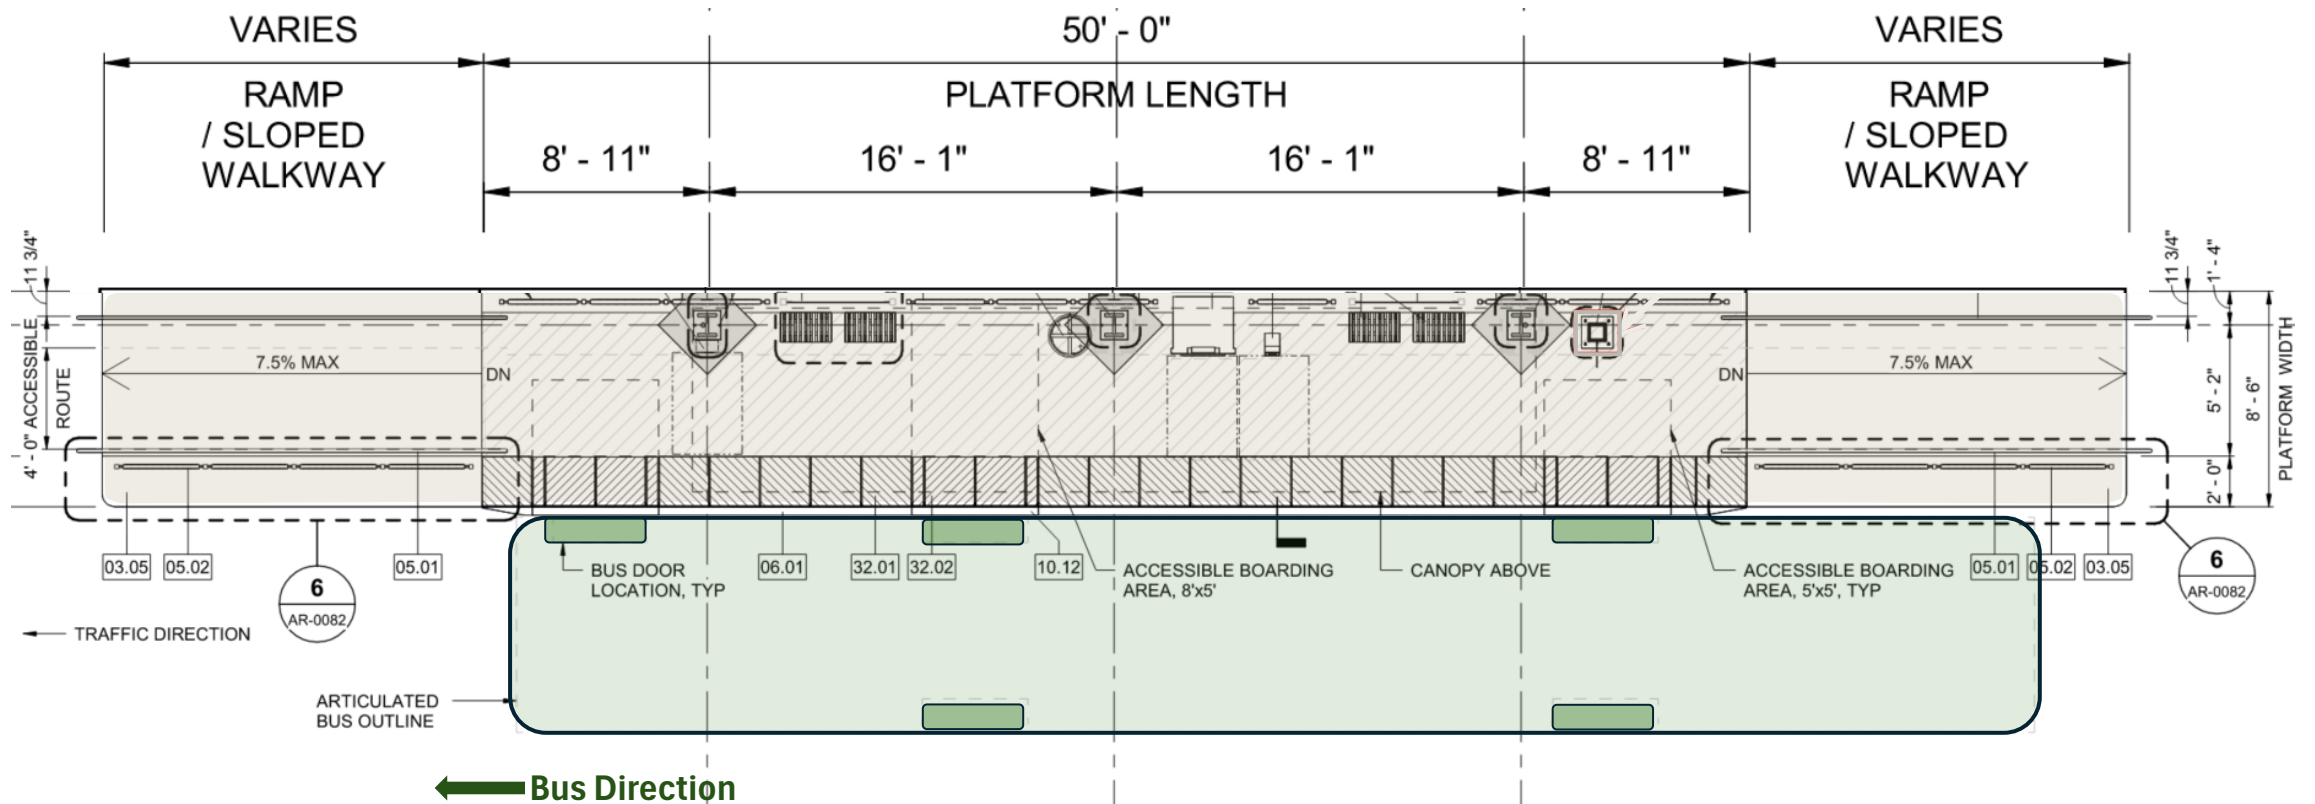 VARIES
50' - 0"
VARIES
RAMP
/ SLOPED
WALKWAY
PLATFORM LENGTH
RAMP
/ SLOPED
WALKWAY
8' - 11"
16' - 1"
16' - 1"
8' - 11"
11 3/4"
4' - 0" ACCESSIBLE
ROUTE
11 3/4"
1' - 4"
5' - 2"
8' - 6"
2' - 0"
PLATFORM WIDTH
7.5% MAX
DN
DN
7.5% MAX
03.05
05.02
05.01
06.01
32.01
32.02
10.12
05.01
05.02
03.05
BUS DOOR
LOCATION, TYP
ACCESSIBLE BOARDING
AREA, 8'x5'
CANOPY ABOVE
ACCESSIBLE BOARDING
AREA, 5'x5', TYP
6
AR-0082
6
AR-0082
TRAFFIC DIRECTION
ARTICULATED
BUS OUTLINE
Bus Direction